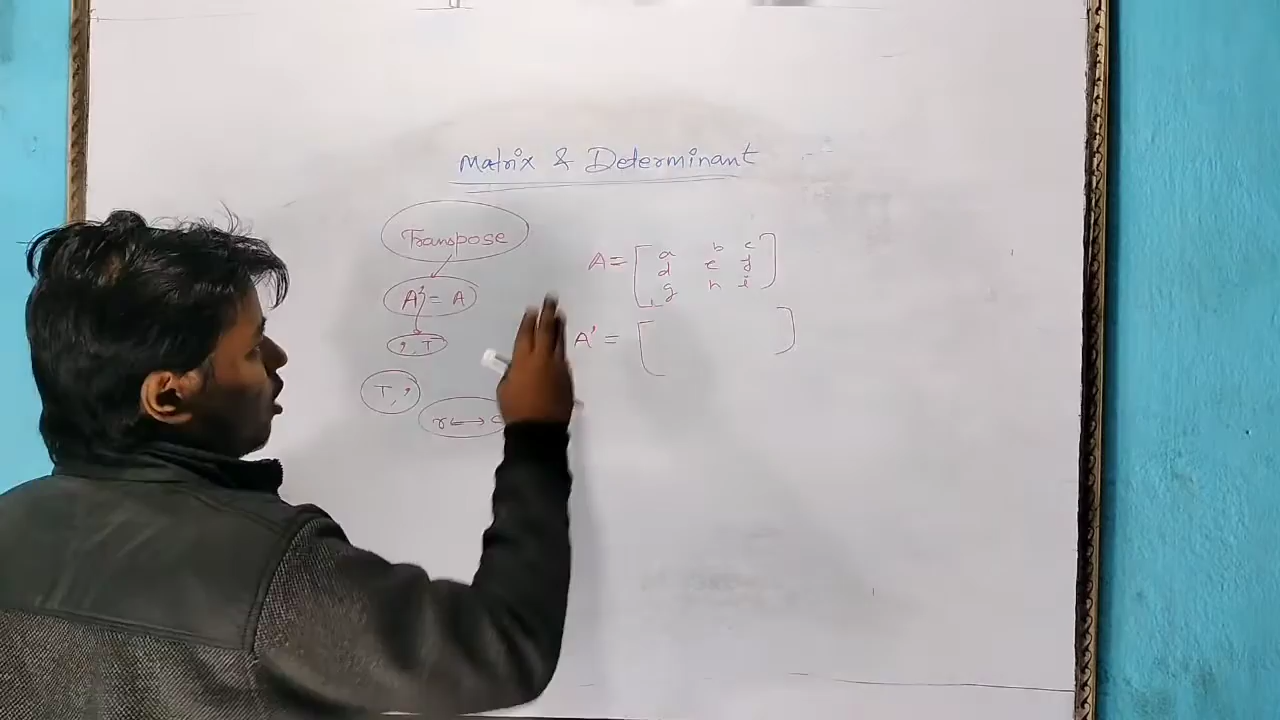 Matrix & Determinant
Transpose
A' = A
', T
T, '
r ⟷ c
A = [ a b c
d e f
g h i ]
A' = [ ]